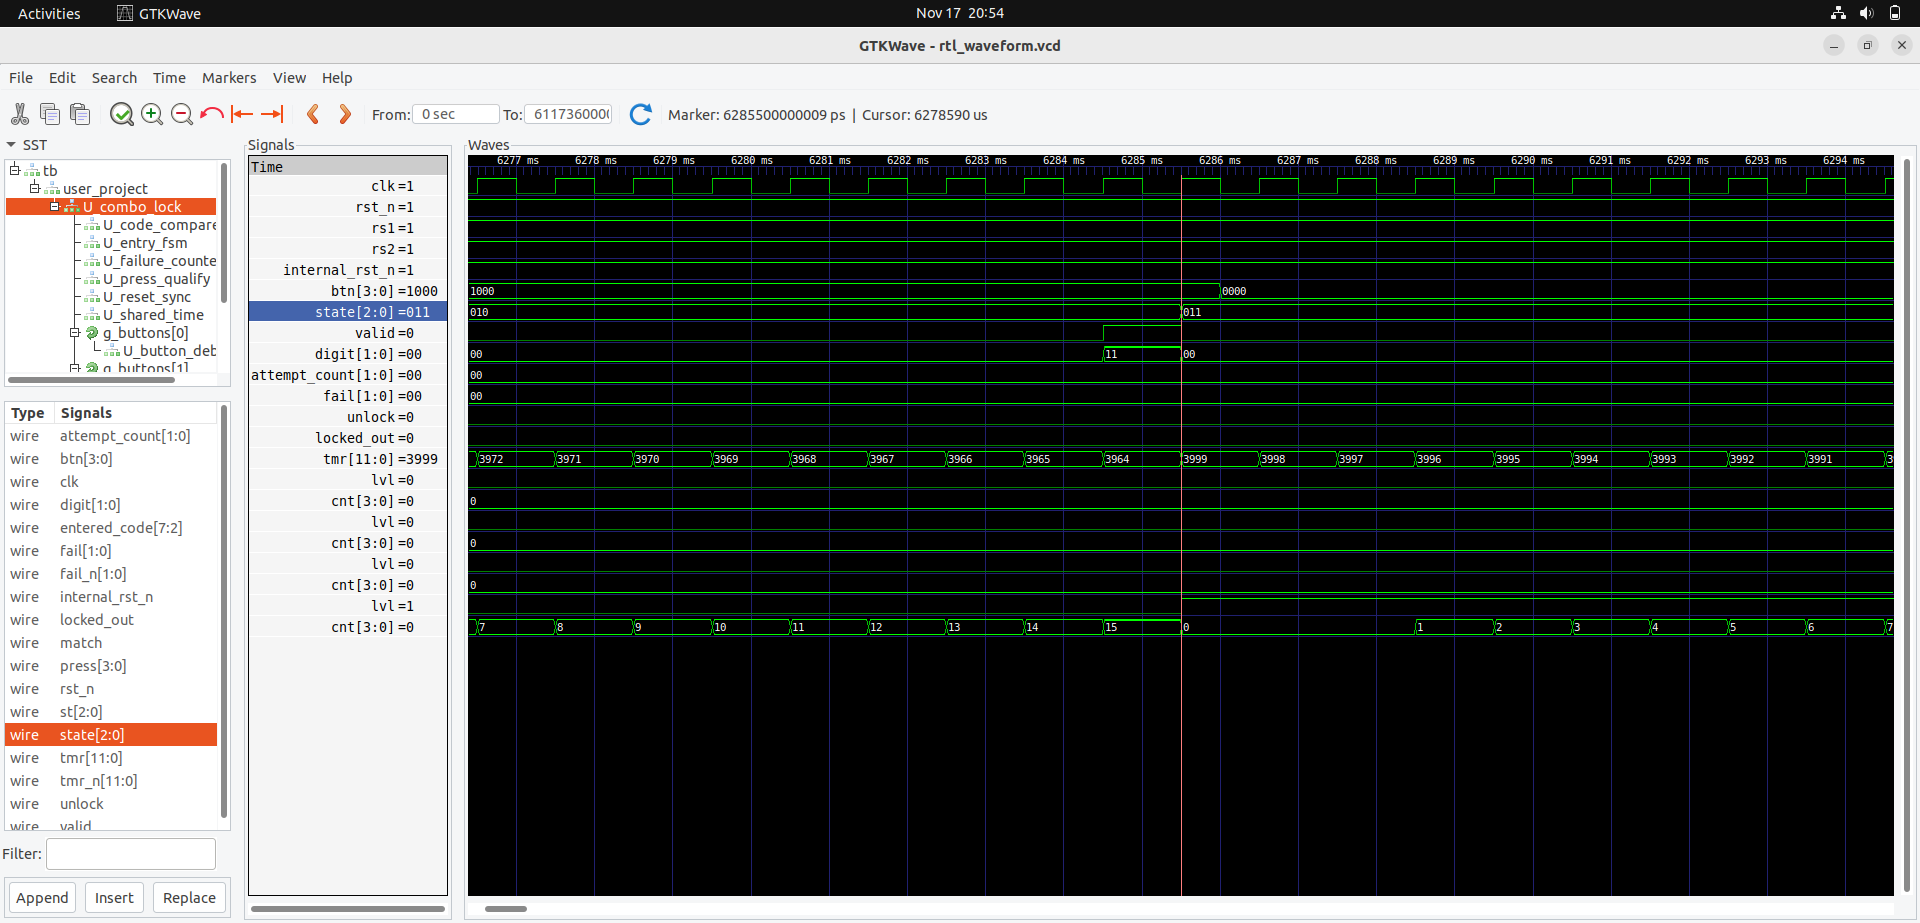 Activities GTKWave Nov 17 20:54
GTKWave - rtl_waveform.vcd
File Edit Search Time Markers View Help
From: 0 sec To: 6117360000 Marker: 6285500000009 ps | Cursor: 6278590 us
SST
tb
user_project
U_combo_lock
U_code_compare
U_entry_fsm
U_failure_counte
U_press_qualify
U_reset_sync
U_shared_time
g_buttons[0]
U_button_deb
g_buttons[1]
Type Signals
wire attempt_count[1:0]
wire btn[3:0]
wire clk
wire digit[1:0]
wire entered_code[7:2]
wire fail[1:0]
wire fail_n[1:0]
wire internal_rst_n
wire locked_out
wire match
wire press[3:0]
wire rst_n
wire st[2:0]
wire state[2:0]
wire tmr[11:0]
wire tmr_n[11:0]
wire unlock
wire valid
Filter:
Append Insert Replace
Signals
Time
clk=1
rst_n=1
rs1=1
rs2=1
internal_rst_n=1
btn[3:0]=1000
state[2:0]=011
valid=0
digit[1:0]=00
attempt_count[1:0]=00
fail[1:0]=00
unlock=0
locked_out=0
tmr[11:0]=3999
lvl=0
cnt[3:0]=0
lvl=0
cnt[3:0]=0
lvl=0
cnt[3:0]=0
lvl=1
cnt[3:0]=0
Waves
6277 ms 6278 ms 6279 ms 6280 ms 6281 ms 6282 ms 6283 ms 6284 ms 6285 ms 6286 ms 6287 ms 6288 ms 6289 ms 6290 ms 6291 ms 6292 ms 6293 ms 6294 ms
1000 0000
010 011
00 11 00
00
00
3972 3971 3970 3969 3968 3967 3966 3965 3964 3999 3998 3997 3996 3995 3994 3993 3992 3991
0
0
0
7 8 9 10 11 12 13 14 15 0 1 2 3 4 5 6 7